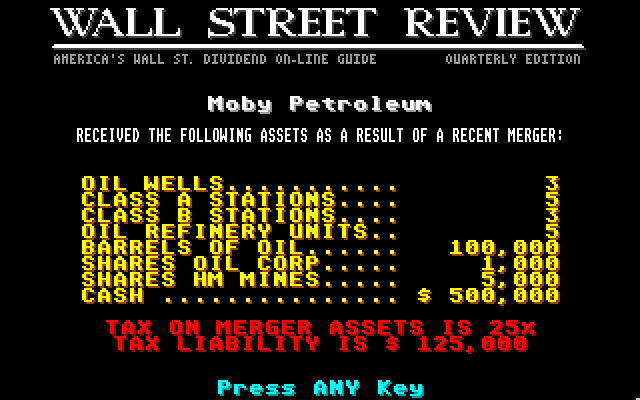 WALL STREET REVIEW
AMERICA'S WALL ST. DIVIDEND ON-LINE GUIDE QUARTERLY EDITION
Moby Petroleum
RECEIVED THE FOLLOWING ASSETS AS A RESULT OF A RECENT MERGER:
OIL WELLS........... 3
CLASS A STATIONS.... 5
CLASS B STATIONS.... 3
OIL REFINERY UNITS.. 5
BARRELS OF OIL...... 100,000
SHARES OIL CORP..... 1,000
SHARES HM MINES..... 5,000
CASH ............... $ 500,000
TAX ON MERGER ASSETS IS 25%
TAX LIABILITY IS $ 125,000
Press ANY Key